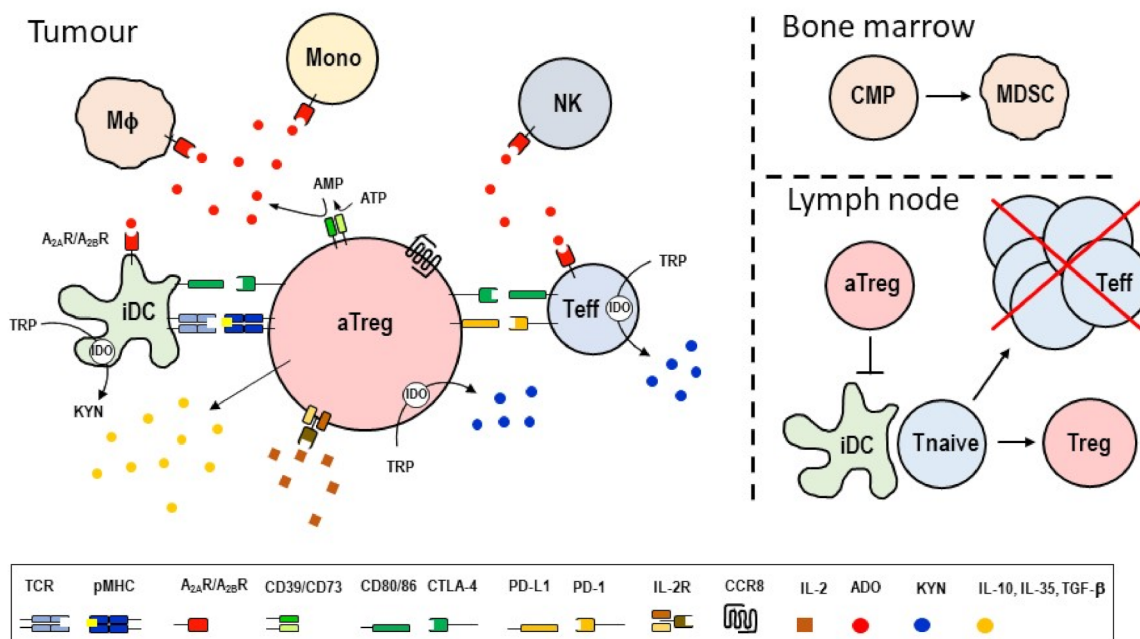 Tumour
Mono
Mϕ
NK
AMP
ATP
A2AR/A2BR
iDC
aTreg
Teff
IDO
TRP
TRP
IDO
KYN
IDO
TRP
Bone marrow
CMP
MDSC
Lymph node
aTreg
Teff
iDC
Tnaive
Treg
TCR pMHC A2AR/A2BR CD39/CD73 CD80/86 CTLA-4 PD-L1 PD-1 IL-2R CCR8 IL-2 ADO KYN IL-10, IL-35, TGF-β